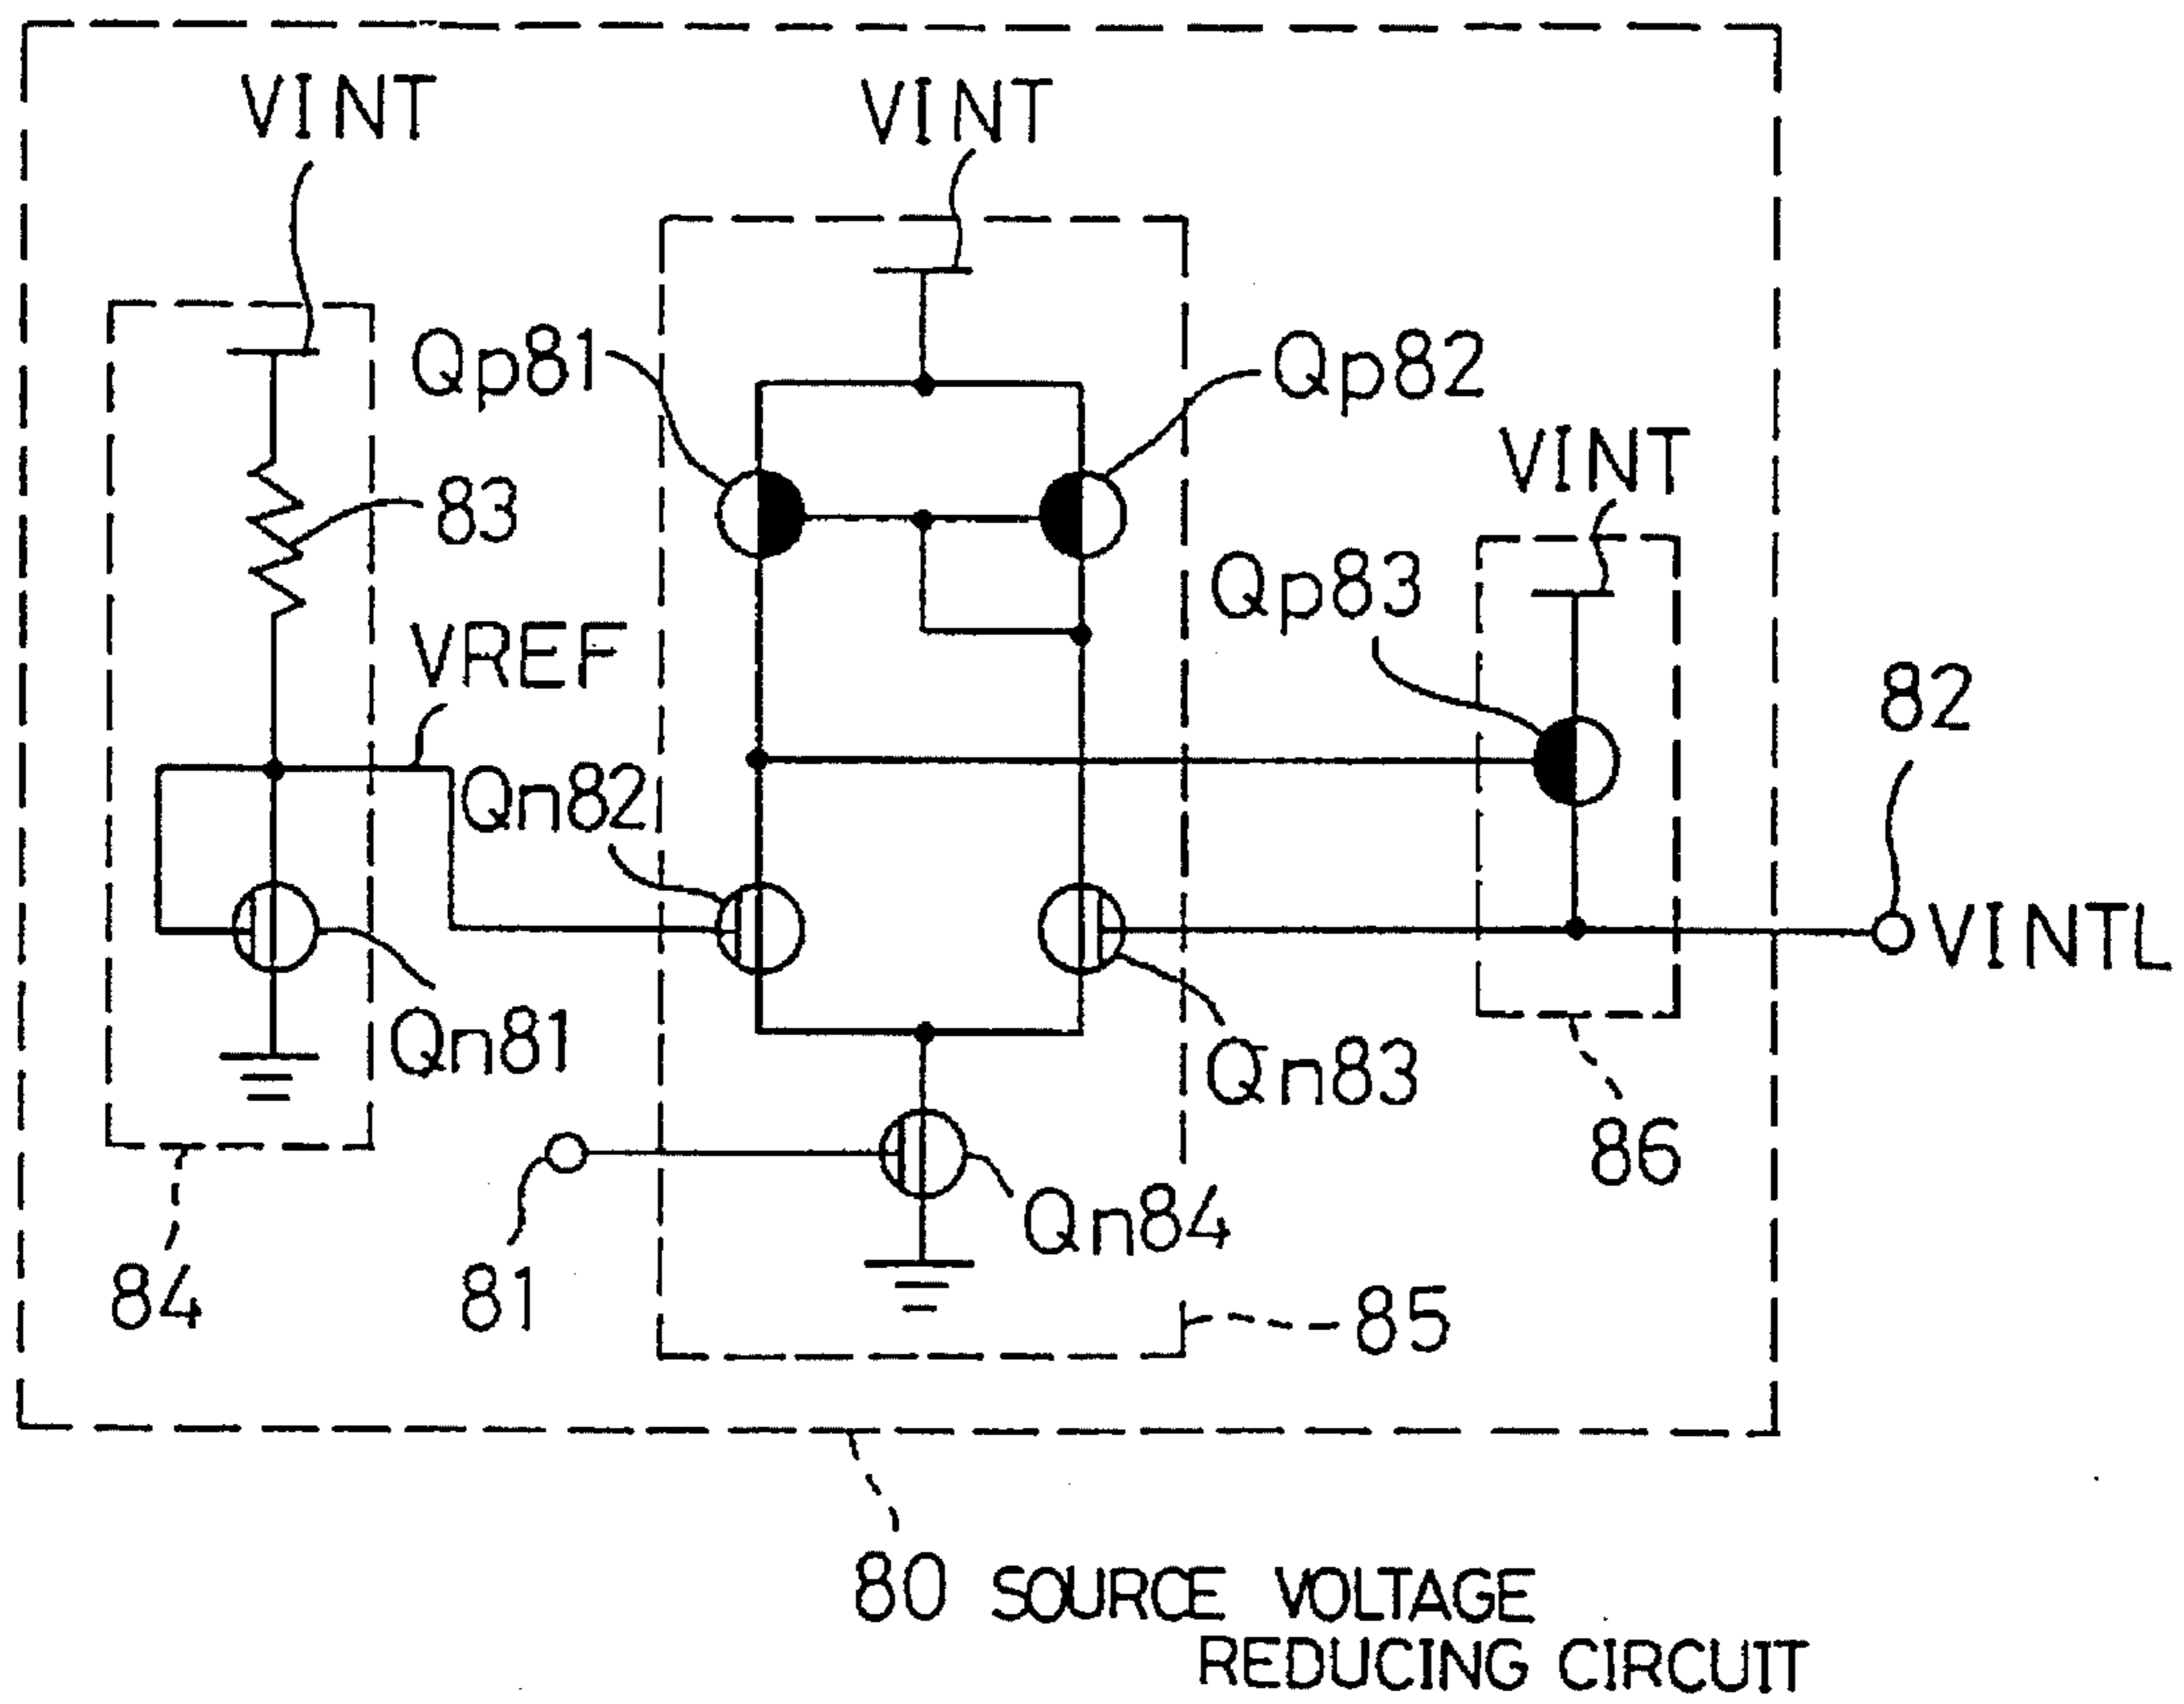 VINT
VINT
Qp81
Qp82
VINT
83
Qp83
VREF
82
Qn82
VINTL
Qn81
Qn83
86
Qn84
84
81
85
80 SOURCE VOLTAGE
REDUCING CIRCUIT